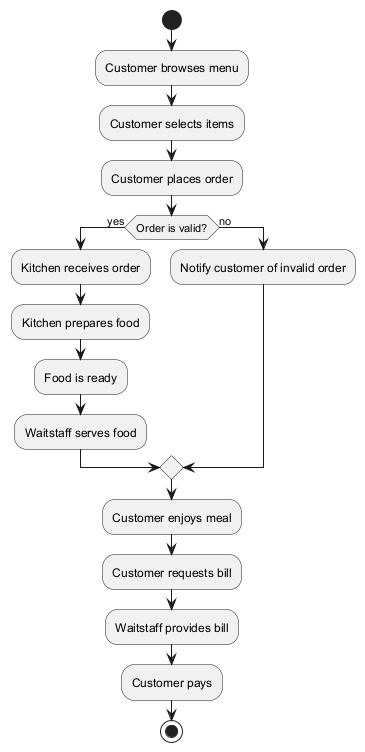 Customer browses menu
Customer selects items
Customer places order
yes
Order is valid?
no
Kitchen receives order
Notify customer of invalid order
Kitchen prepares food
Food is ready
Waitstaff serves food
Customer enjoys meal
Customer requests bill
Waitstaff provides bill
Customer pays